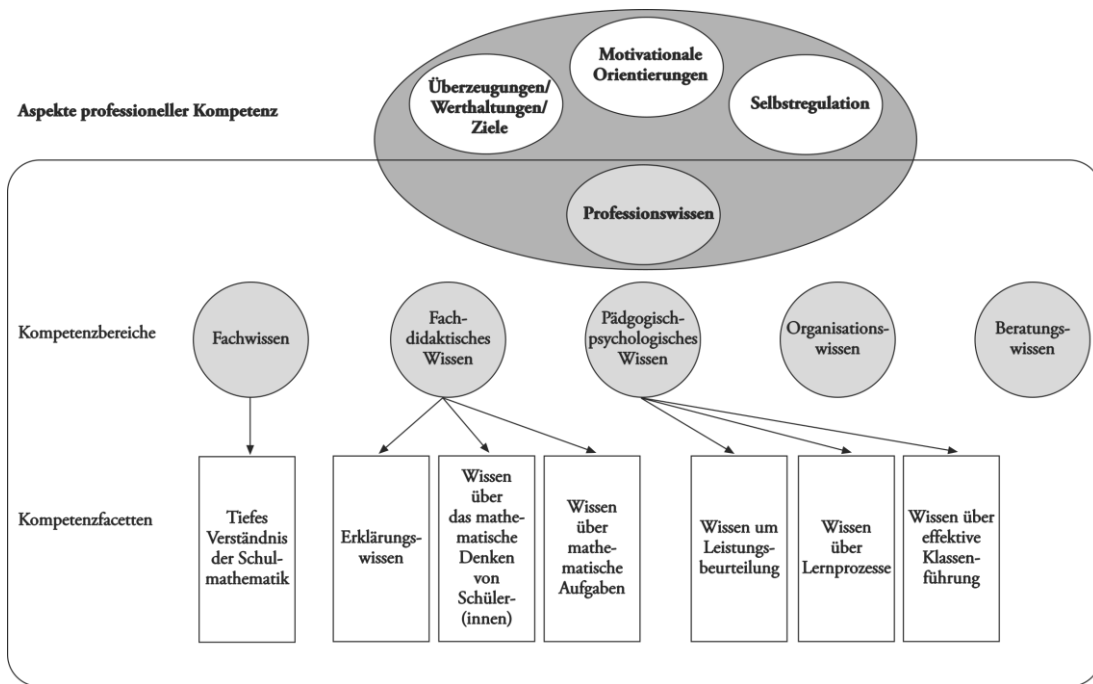 Motivationale
Orientierungen
Überzeugungen/
Werthaltungen/
Ziele
Selbstregulation
Aspekte professioneller Kompetenz
Professionswissen
Kompetenzbereiche
Fachwissen
Fach-
didaktisches
Wissen
Pädgogisch-
psychologisches
Wissen
Organisations-
wissen
Beratungs-
wissen
Kompetenzfacetten
Tiefes
Verständnis
der Schul-
mathematik
Erklärungs-
wissen
Wissen
über
das mathe-
matische
Denken
von
Schüler-
(innen)
Wissen
über
mathe-
matische
Aufgaben
Wissen um
Leistungs-
beurteilung
Wissen
über
Lernprozesse
Wissen über
effektive
Klassen-
führung